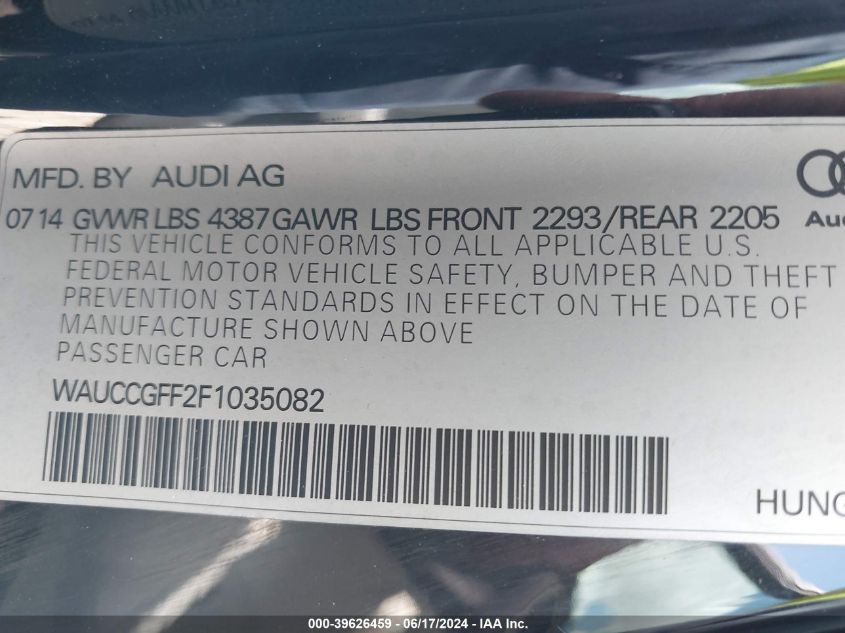 MFD. BY AUDI AG
0714 GVWR LBS 4387 GAWR LBS FRONT 2293/REAR 2205
Aud
THIS VEHICLE CONFORMS TO ALL APPLICABLE U.S.
FEDERAL MOTOR VEHICLE SAFETY, BUMPER AND THEFT
PREVENTION STANDARDS IN EFFECT ON THE DATE OF
MANUFACTURE SHOWN ABOVE
PASSENGER CAR
WAUCCGFF2F1035082
HUNG
000-39626459 - 06/17/2024 - IAA Inc.